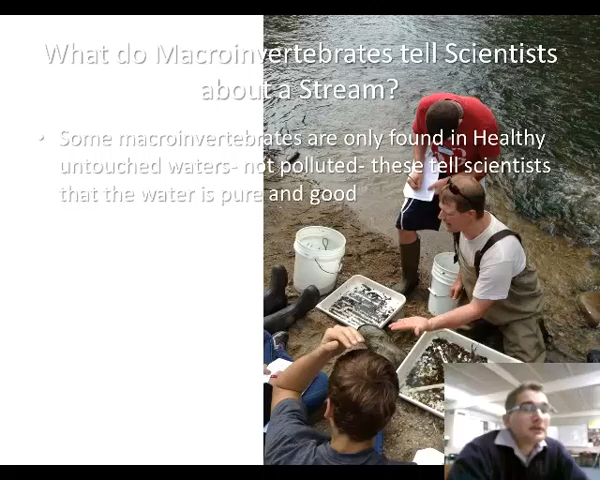 What do Macroinvertebrates tell Scientists
about a Stream?
• Some macroinvertebrates are only found in Healthy
untouched waters- not polluted- these tell scientists
that the water is pure and good